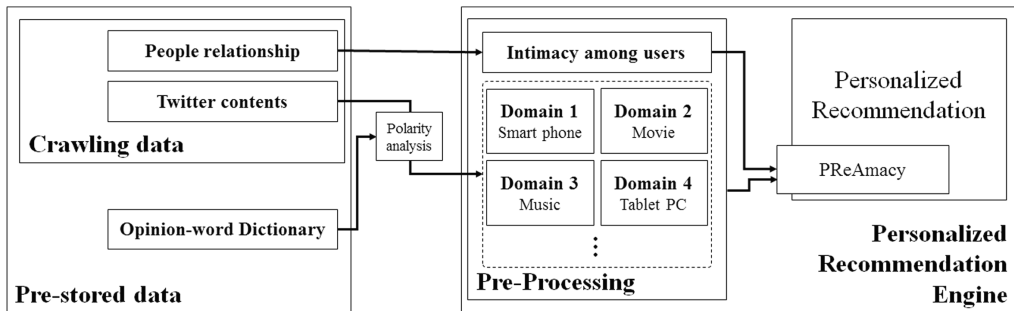 People relationship
Twitter contents
Crawling data
Opinion-word Dictionary
Pre-stored data
Polarity
analysis
Intimacy among users
Domain 1
Smart phone
Domain 2
Movie
Domain 3
Music
Domain 4
Tablet PC
Pre-Processing
Personalized
Recommendation
PReAmacy
Personalized
Recommendation
Engine